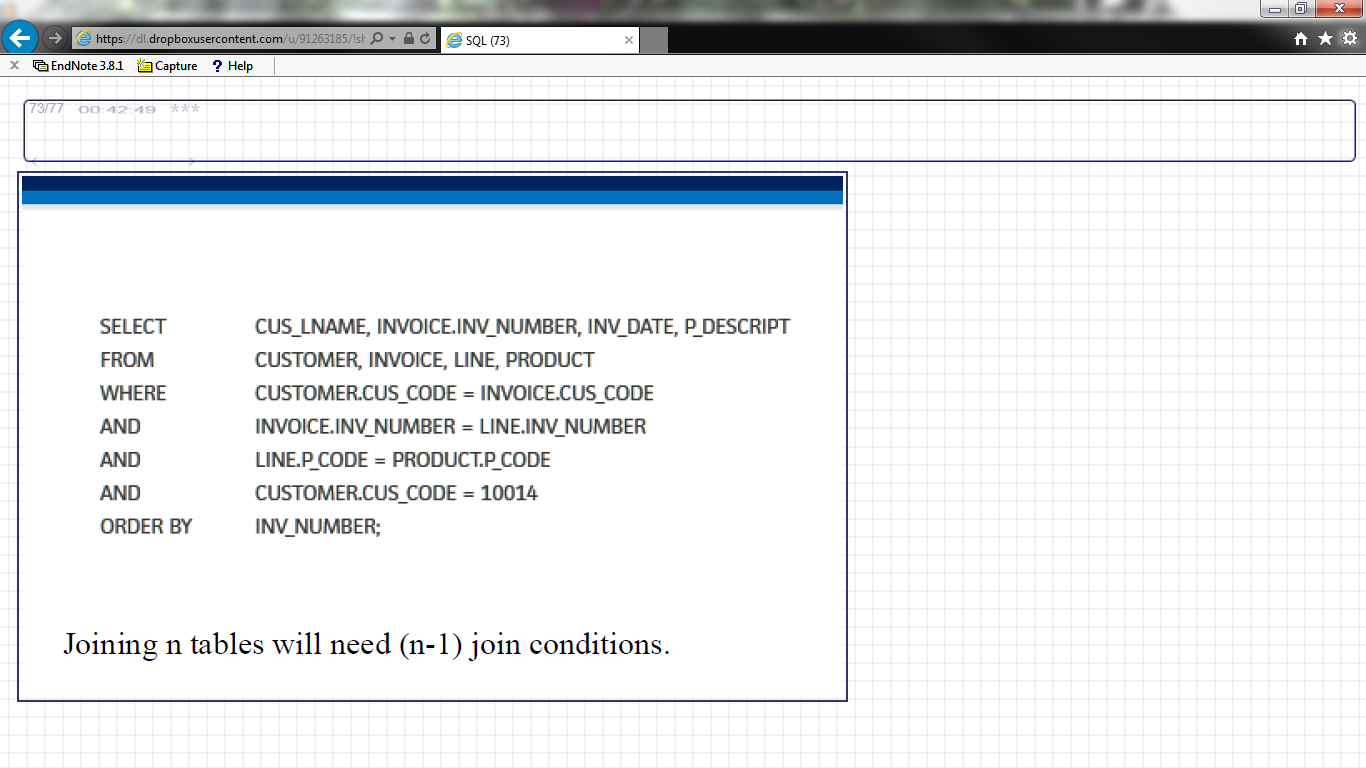 https://dl.dropboxusercontent.com/u/91263185/!sl
SQL (73)
x EndNote 3.8.1 Capture ? Help
73/77 00:42:49 ***
< >
SELECT CUS_LNAME, INVOICE.INV_NUMBER, INV_DATE, P_DESCRIPT
FROM CUSTOMER, INVOICE, LINE, PRODUCT
WHERE CUSTOMER.CUS_CODE = INVOICE.CUS_CODE
AND INVOICE.INV_NUMBER = LINE.INV_NUMBER
AND LINE.P_CODE = PRODUCT.P_CODE
AND CUSTOMER.CUS_CODE = 10014
ORDER BY INV_NUMBER;
Joining n tables will need (n-1) join conditions.